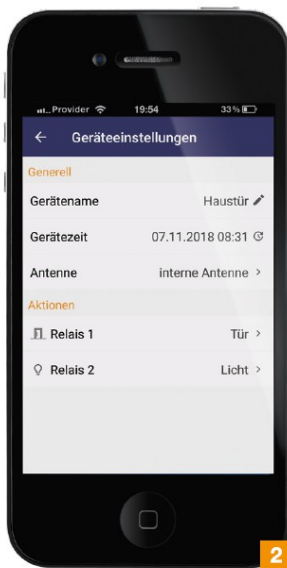 Provider 19:54 33%
Geräteeinstellungen
Generell
Gerätename Haustür
Gerätezeit 07.11.2018 08:31
Antenne interne Antenne
Aktionen
Relais 1 Tür
Relais 2 Licht
2